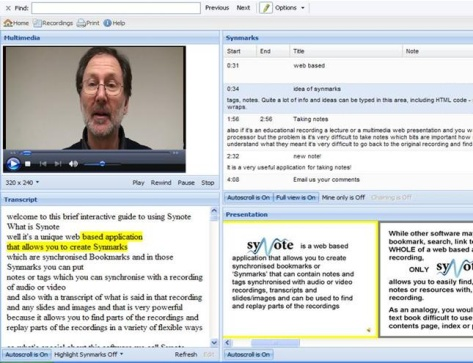 × Find: Previous Next Options
Home Recordings Print Help
Multimedia
320 x 240 Play Rewind Pause Stop
Transcript
welcome to this brief interactive guide to using Synote
What is Synote
well it's a unique web based application
that allows you to create Synmarks
which are synchronised Bookmarks and in those
Synmarks you can put
notes or tags which you can synchronise with a recording
of audio or video
and also with a transcript of what is said in that recording
and any slides and images and that is very powerful
because it allows you to find parts of the recordings and
replay parts of the recordings in a variety of flexible ways
Autoscroll is On Highlight Synmarks Off Refresh Edit
Synmarks
Start End Title Note
0:31 web based
0:34 idea of synmarks
tags, notes. Quite a lot of info and ideas can be typed in this area, including HTML code -
wraps.
1:56 2:56 Taking notes
also if it's an educational recording a lecture or a multimedia web presentation and you w
processor but the problem is it's very difficult to take notes which bits are important how
understand what they meant it's very difficult to go back to the original recording and find
2:32 new note!
It is a very useful application for taking notes!
4:08 Email us your comments
Autoscroll is On Full view is On Mine only is Off Charing is Off
Presentation
synote is a web based
application that allows you to create
synchronised bookmarks or
'Synmarks' that can contain notes and
tags synchronised with audio or video
recordings, transcripts and
slides/images and can be used to find
and replay parts of the recordings
While other software ma
bookmark, search, link t
WHOLE of a web based a
recording,
ONLY syno
allows you to easily find,
notes or resources with,
recording.
As an analogy, you woul
text book difficult to use
contents page, index or
Autoscroll is On